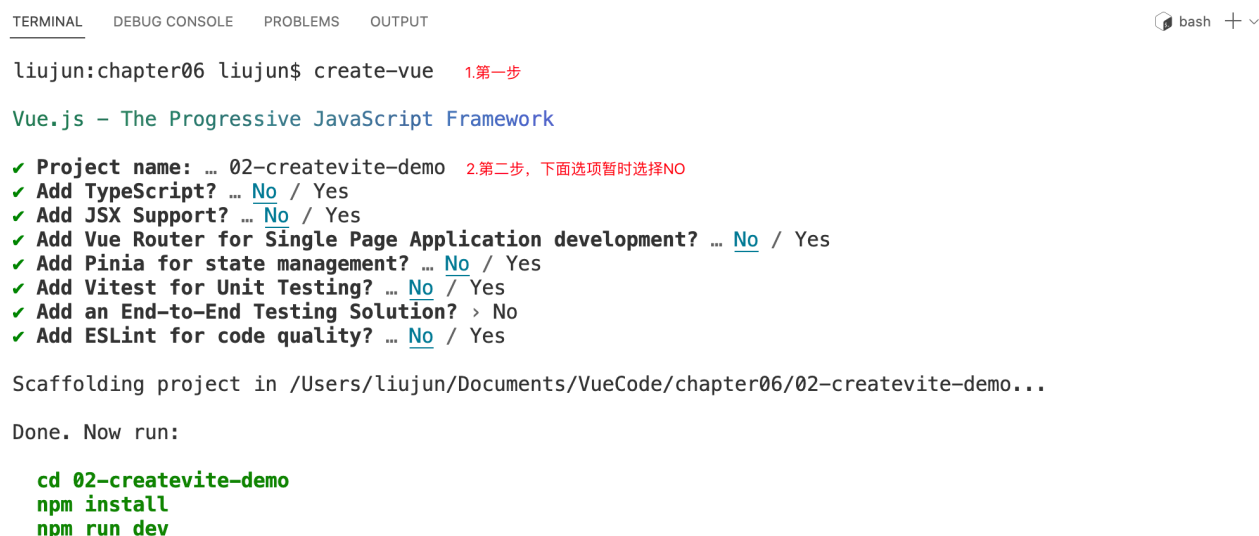 TERMINAL DEBUG CONSOLE PROBLEMS OUTPUT bash
liujun:chapter06 liujun$ create-vue 1.第一步
Vue.js - The Progressive JavaScript Framework
✔ Project name: … 02-createvite-demo 2.第二步，下面选项暂时选择NO
✔ Add TypeScript? … No / Yes
✔ Add JSX Support? … No / Yes
✔ Add Vue Router for Single Page Application development? … No / Yes
✔ Add Pinia for state management? … No / Yes
✔ Add Vitest for Unit Testing? … No / Yes
✔ Add an End-to-End Testing Solution? › No
✔ Add ESLint for code quality? … No / Yes
Scaffolding project in /Users/liujun/Documents/VueCode/chapter06/02-createvite-demo...
Done. Now run:
cd 02-createvite-demo
npm install
npm run dev